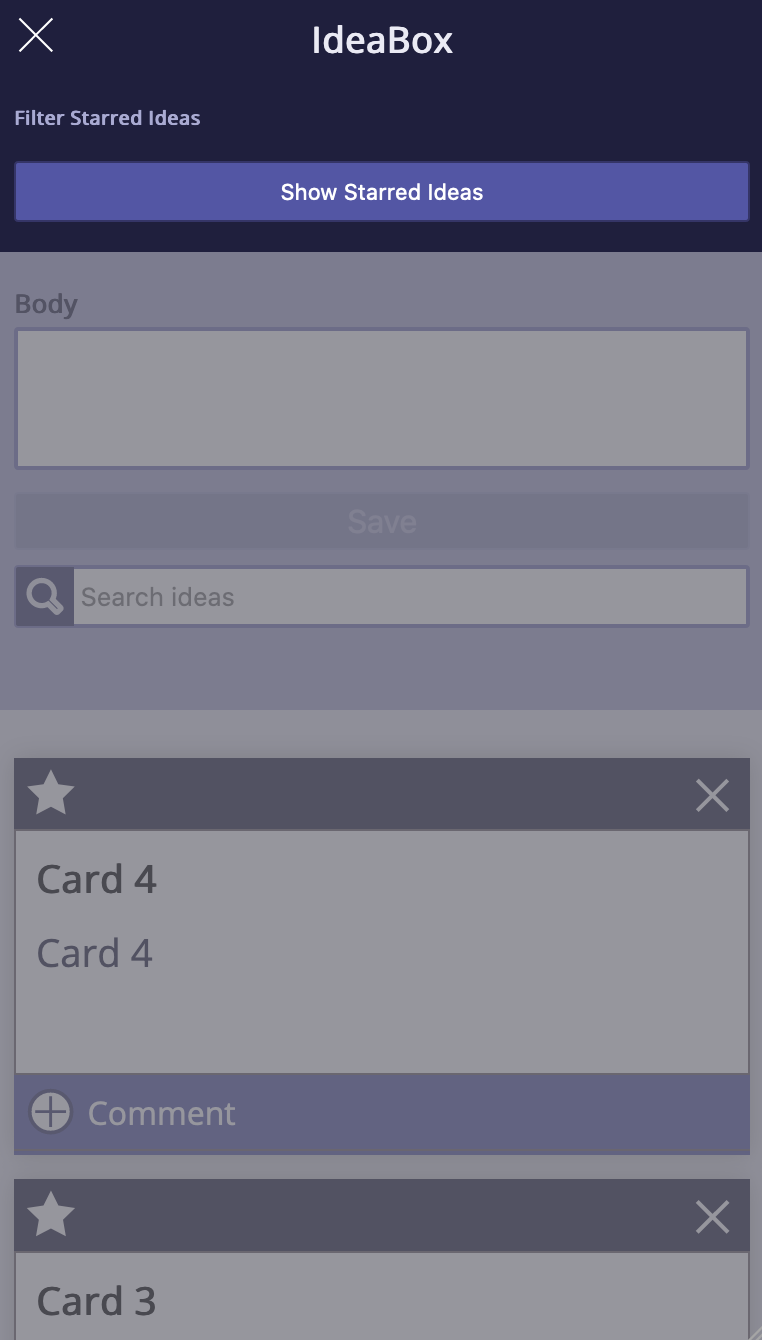 IdeaBox
Filter Starred Ideas
Show Starred Ideas
Body
Save
Search ideas
Card 4
Card 4
Comment
Card 3